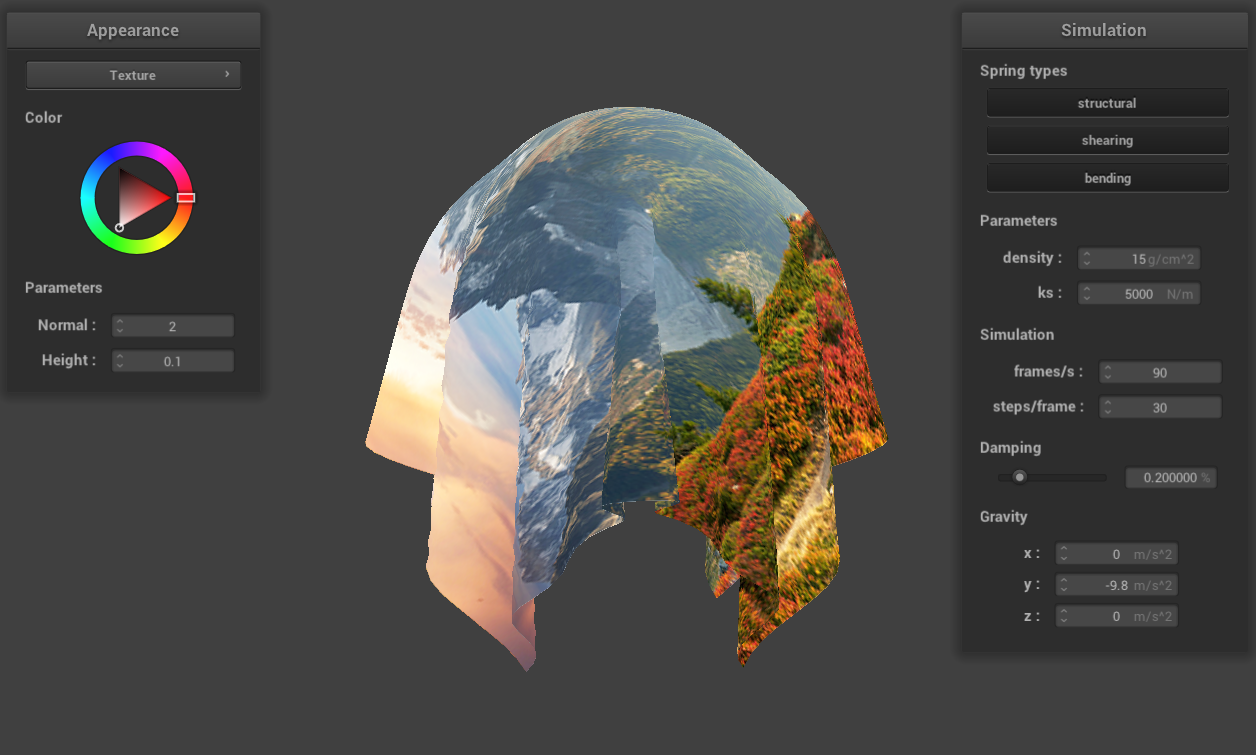 Appearance
Texture
Color
Parameters
Normal : 2
Height : 0.1
Simulation
Spring types
structural
shearing
bending
Parameters
density : 15 g/cm^2
ks : 5000 N/m
Simulation
frames/s : 90
steps/frame : 30
Damping
0.200000 %
Gravity
x : 0 m/s^2
y : -9.8 m/s^2
z : 0 m/s^2